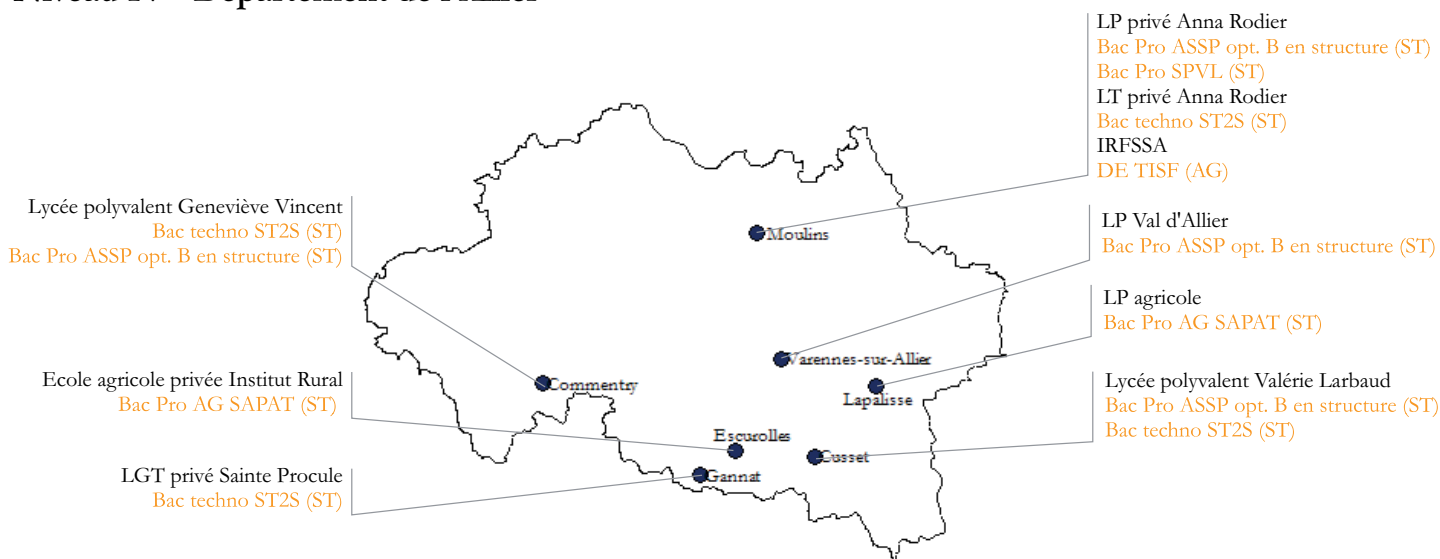 Niveau IV - Département de l'Allier
LP privé Anna Rodier
Bac Pro ASSP opt. B en structure (ST)
Bac Pro SPVL (ST)
LT privé Anna Rodier
Bac techno ST2S (ST)
IRFSSA
DE TISF (AG)
Lycée polyvalent Geneviève Vincent
Bac techno ST2S (ST)
Bac Pro ASSP opt. B en structure (ST)
Moulins
LP Val d'Allier
Bac Pro ASSP opt. B en structure (ST)
LP agricole
Bac Pro AG SAPAT (ST)
Varennes-sur-Allier
Commentry
Lapalisse
Ecole agricole privée Institut Rural
Bac Pro AG SAPAT (ST)
Lycée polyvalent Valérie Larbaud
Bac Pro ASSP opt. B en structure (ST)
Bac techno ST2S (ST)
Escurolles
Cusset
Gannat
LGT privé Sainte Procule
Bac techno ST2S (ST)